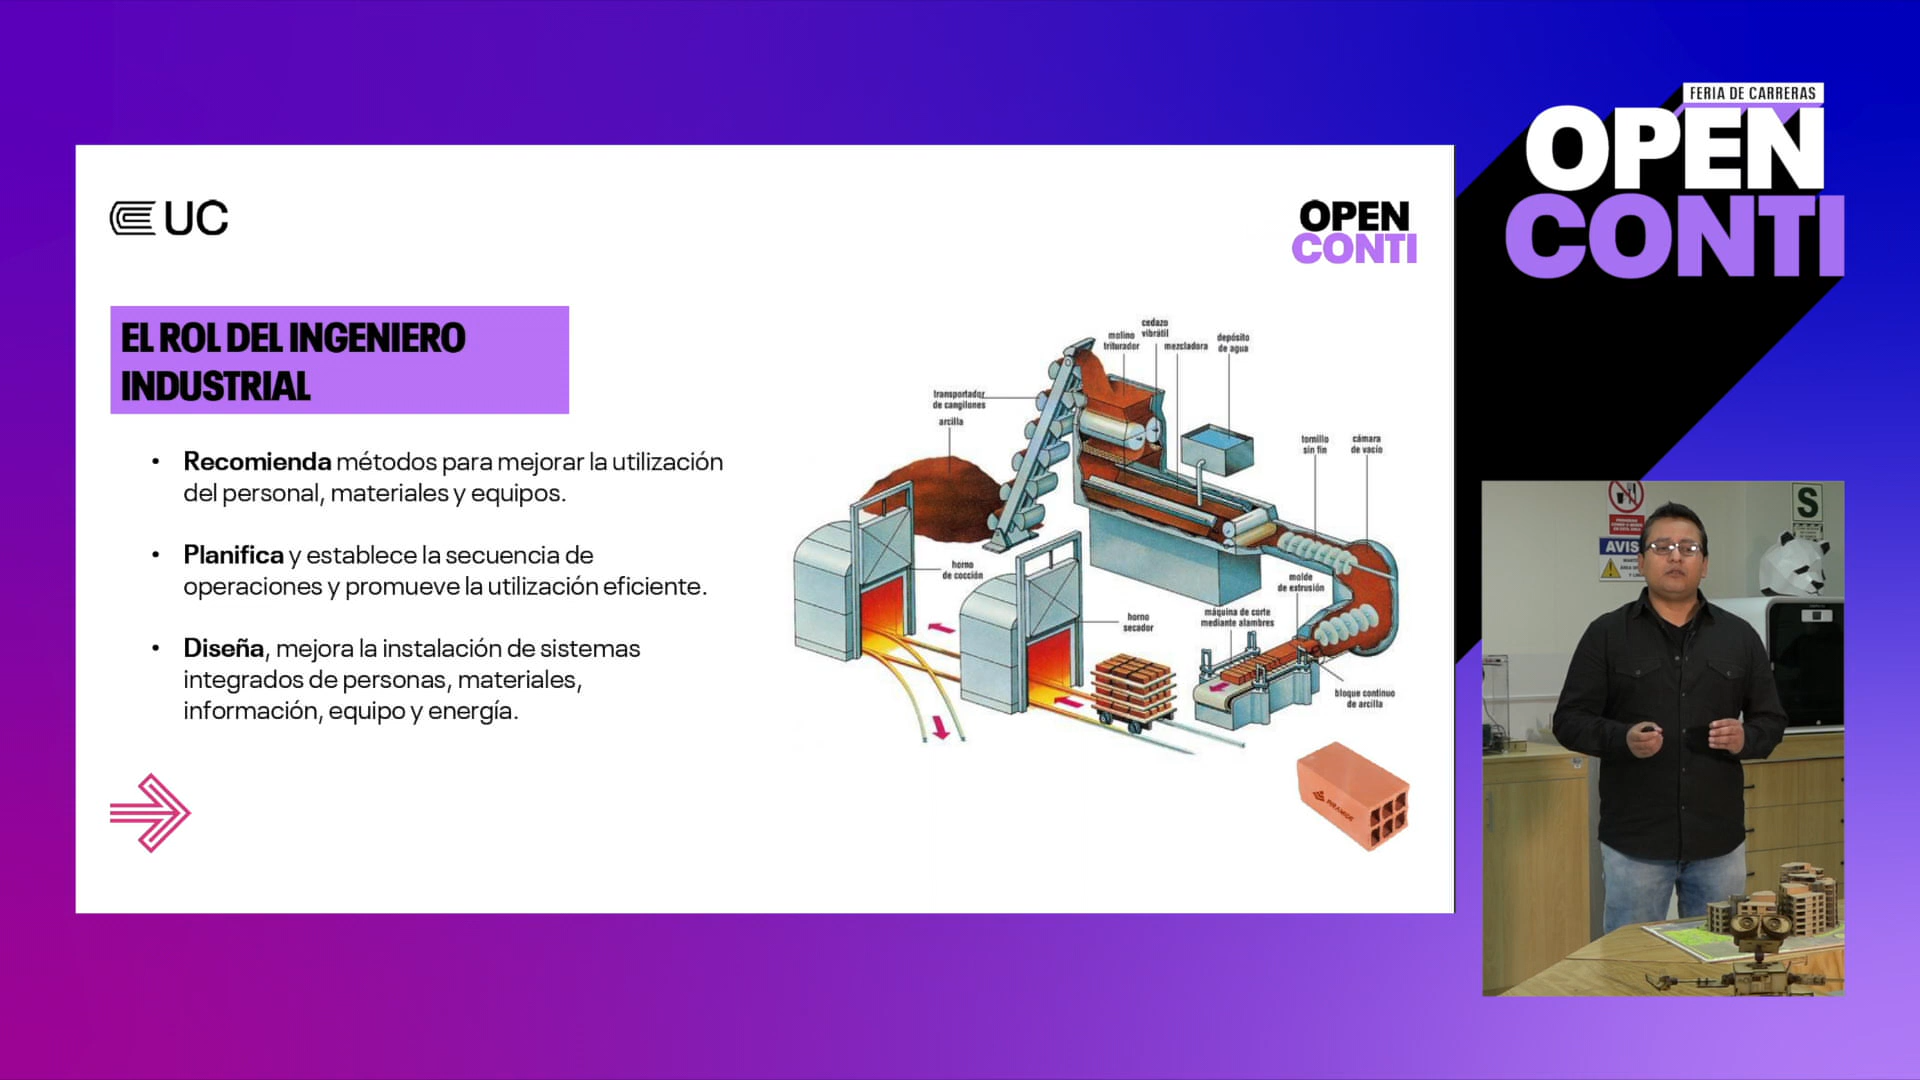 FERIA DE CARRERAS
OPEN
CONTI
UC
OPEN
CONTI
EL ROL DEL INGENIERO
INDUSTRIAL
• Recomienda métodos para mejorar la utilización
del personal, materiales y equipos.
• Planifica y establece la secuencia de
operaciones y promueve la utilización eficiente.
• Diseña, mejora la instalación de sistemas
integrados de personas, materiales,
información, equipo y energía.
cedazo
vibrátil
molino
triturador
mezcladora
depósito
de agua
transportador
de cangilones
arcilla
tornillo
sin fin
cámara
de vacío
horno
de cocción
molde
de extrusión
máquina de corte
mediante alambres
horno
secador
bloque continuo
de arcilla
PIRAMIDE
S
AVIS